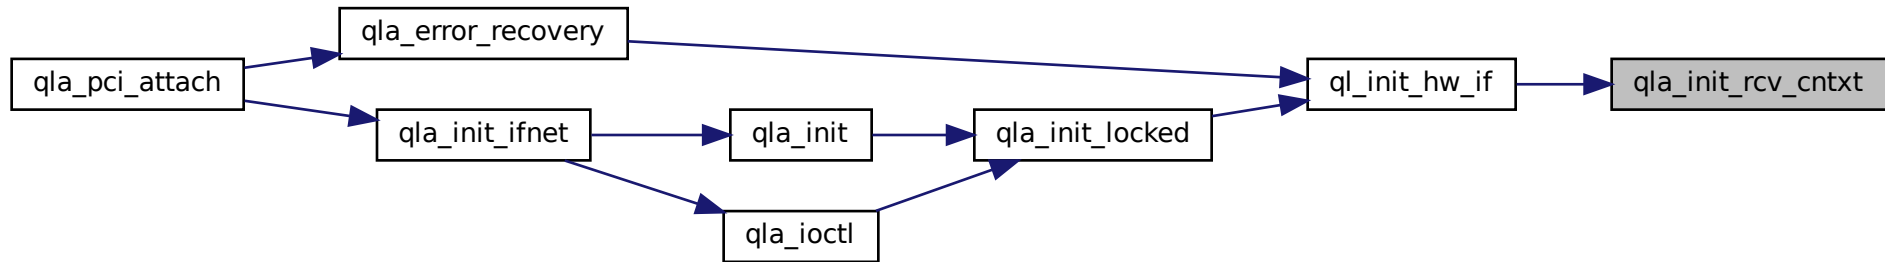 qla_error_recovery
qla_pci_attach
ql_init_hw_if
qla_init_rcv_cntxt
qla_init_ifnet
qla_init
qla_init_locked
qla_ioctl